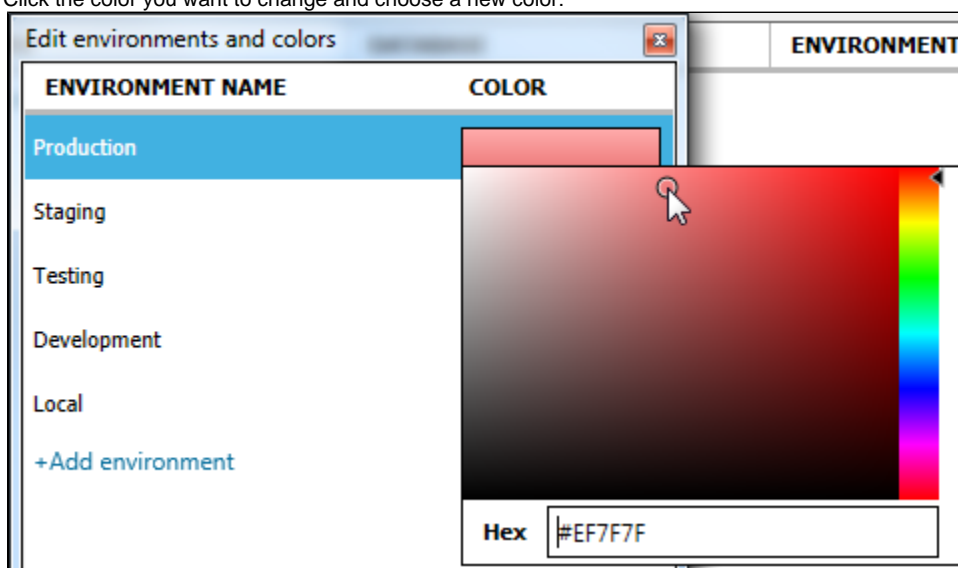 Click the color you want to change and choose a new color.
Edit environments and colors
ENVIRONMENT
ENVIRONMENT NAME COLOR
Production
Staging
Testing
Development
Local
+Add environment
Hex #EF7F7F